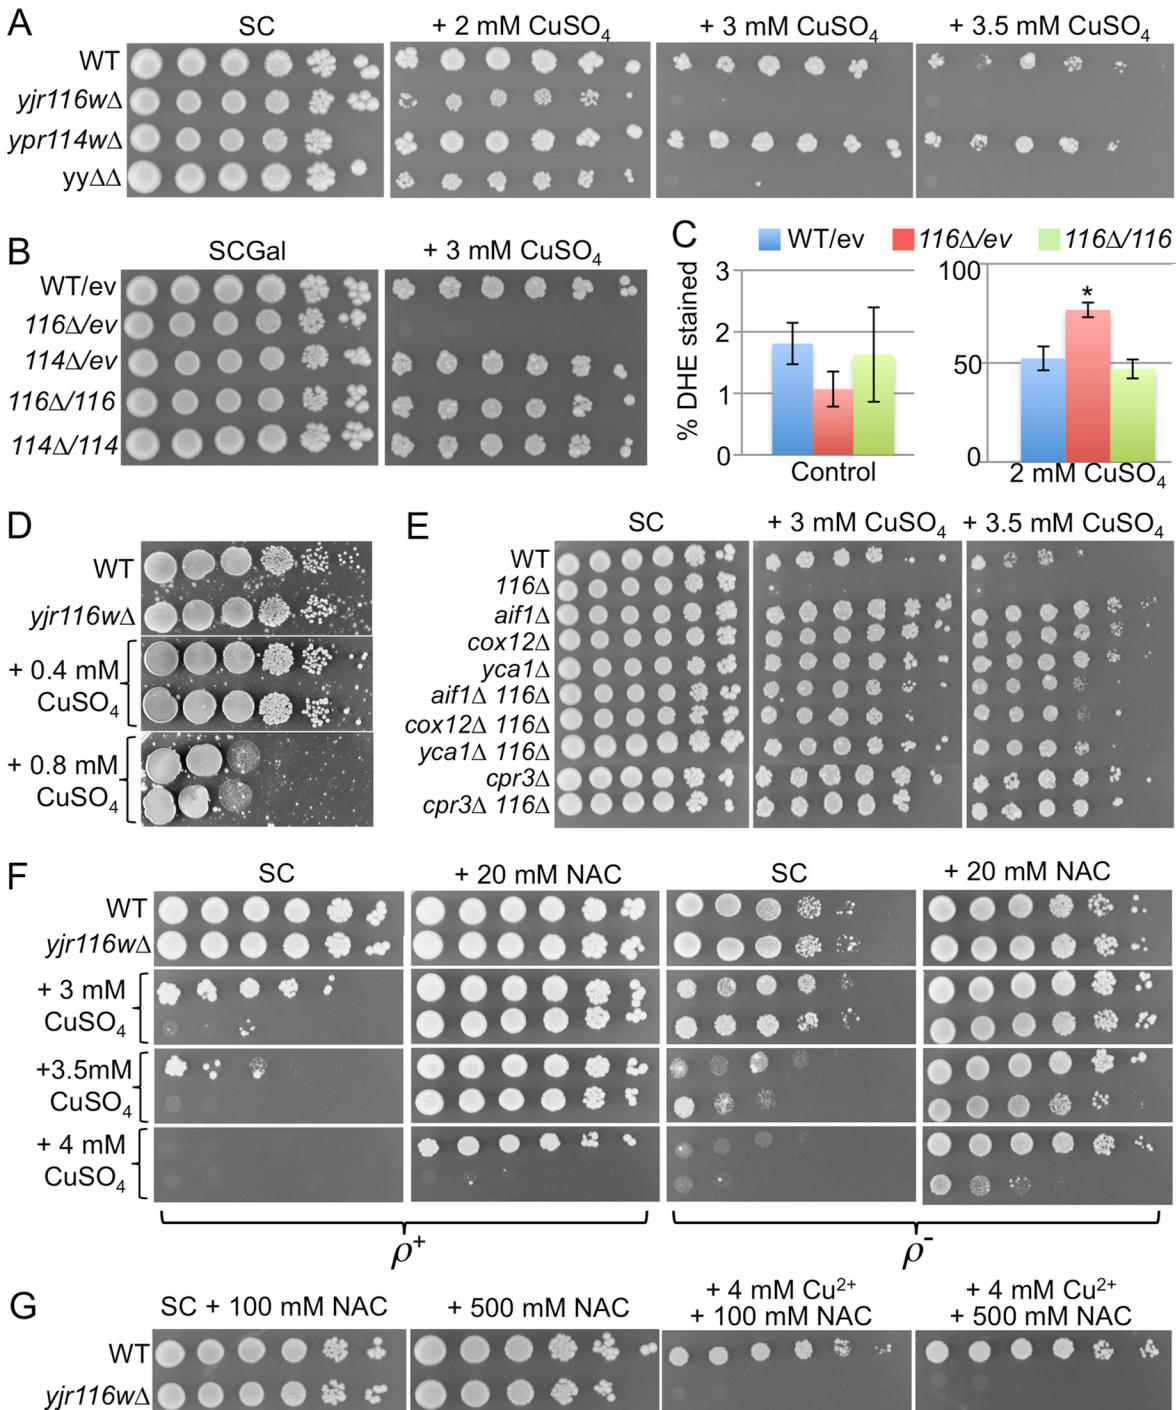 A
SC
+ 2 mM CuSO₄
+ 3 mM CuSO₄
+ 3.5 mM CuSO₄
WT
yjr116wΔ
ypr114wΔ
yyΔΔ
B
SCGal
+ 3 mM CuSO₄
WT/ev
116Δ/ev
114Δ/ev
116Δ/116
114Δ/114
C
WT/ev
116Δ/ev
116Δ/116
% DHE stained
3
2
1
0
Control
100
50
0
*
2 mM CuSO₄
D
WT
yjr116wΔ
+ 0.4 mM
CuSO₄
+ 0.8 mM
CuSO₄
E
SC
+ 3 mM CuSO₄
+ 3.5 mM CuSO₄
WT
116Δ
aif1Δ
cox12Δ
yca1Δ
aif1Δ 116Δ
cox12Δ 116Δ
yca1Δ 116Δ
cpr3Δ
cpr3Δ 116Δ
F
SC
+ 20 mM NAC
SC
+ 20 mM NAC
WT
yjr116wΔ
+ 3 mM
CuSO₄
+3.5mM
CuSO₄
+ 4 mM
CuSO₄
ρ⁺
ρ⁻
G
SC + 100 mM NAC
+ 500 mM NAC
+ 4 mM Cu²⁺
+ 100 mM NAC
+ 4 mM Cu²⁺
+ 500 mM NAC
WT
yjr116wΔ